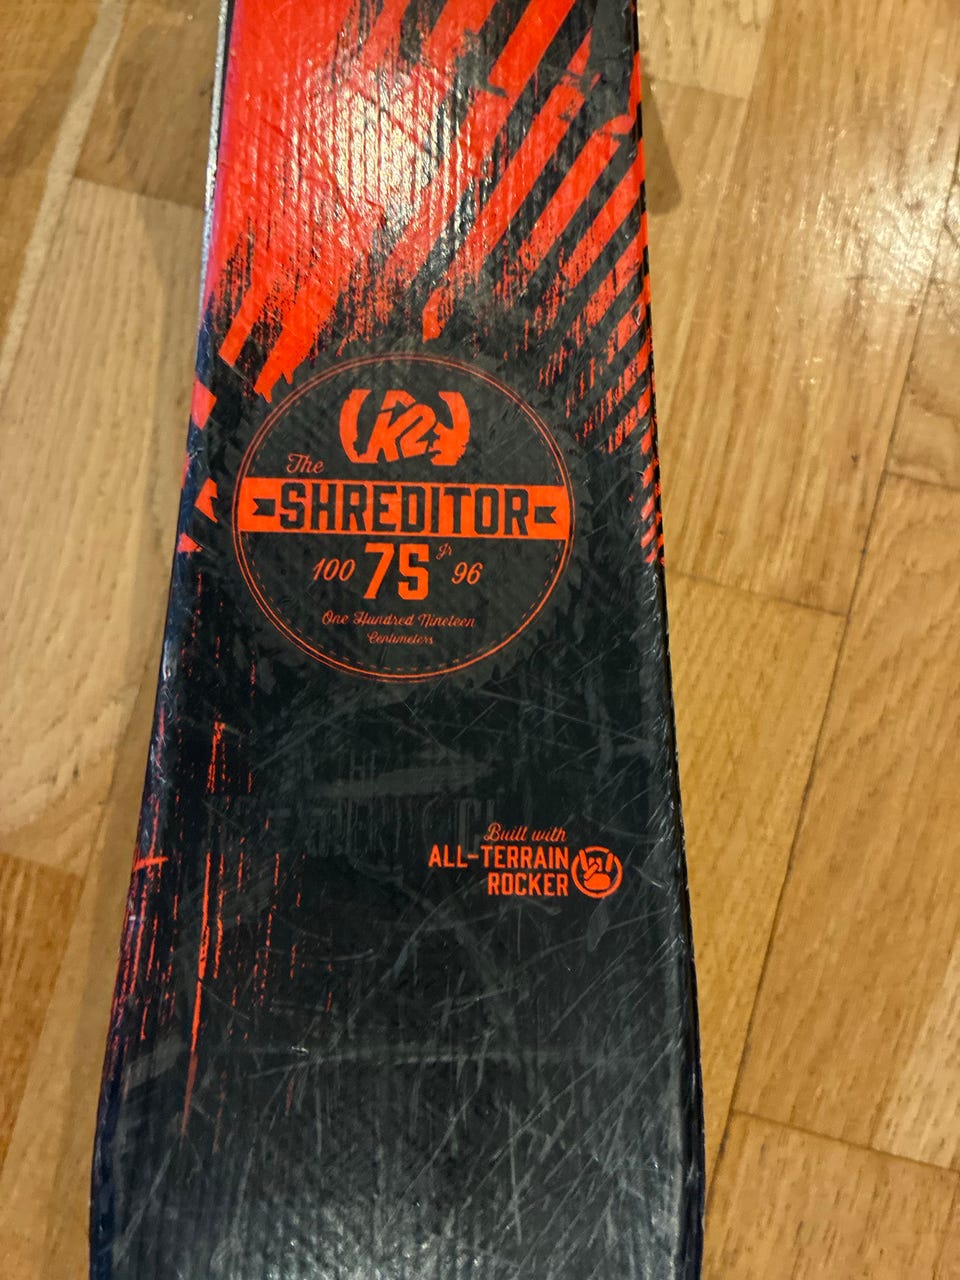 K2
The
SHREDITOR
100 75 Jr 96
One Hundred Nineteen
Centimeters
Built with
ALL-TERRAIN
ROCKER